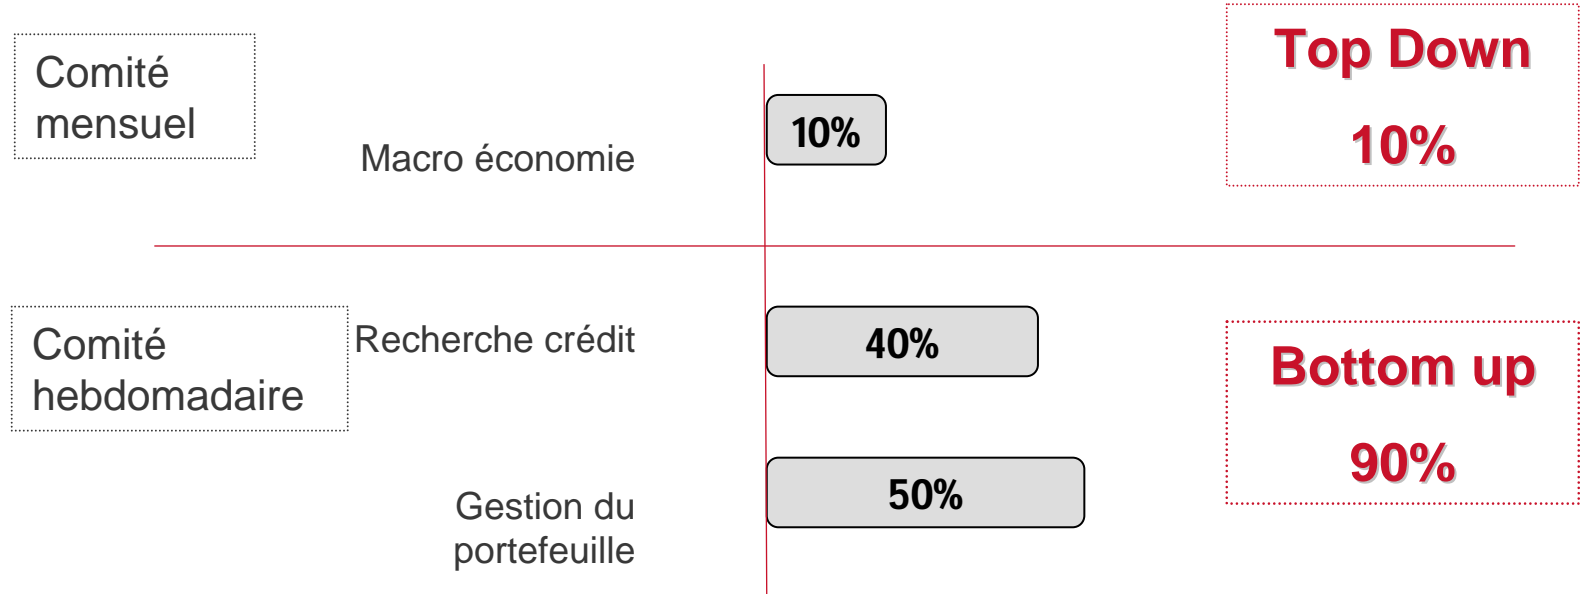 Comité
mensuel
Macro économie
10%
Top Down
10%
Comité
hebdomadaire
Recherche crédit
40%
Gestion du
portefeuille
50%
Bottom up
90%